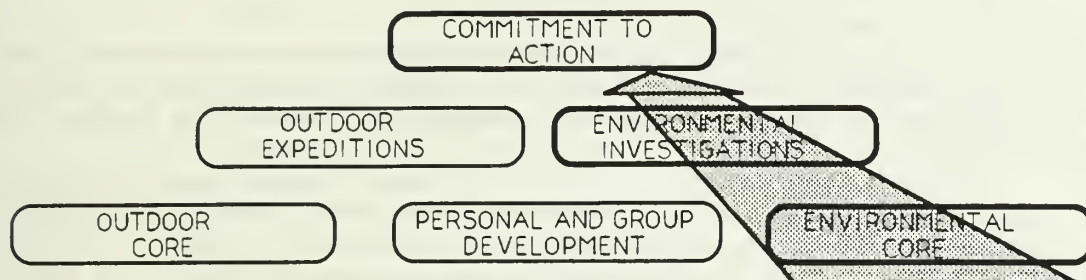 COMMITMENT TO
ACTION
OUTDOOR
EXPEDITIONS
ENVIRONMENTAL
INVESTIGATIONS
OUTDOOR
CORE
PERSONAL AND GROUP
DEVELOPMENT
ENVIRONMENTAL
CORE